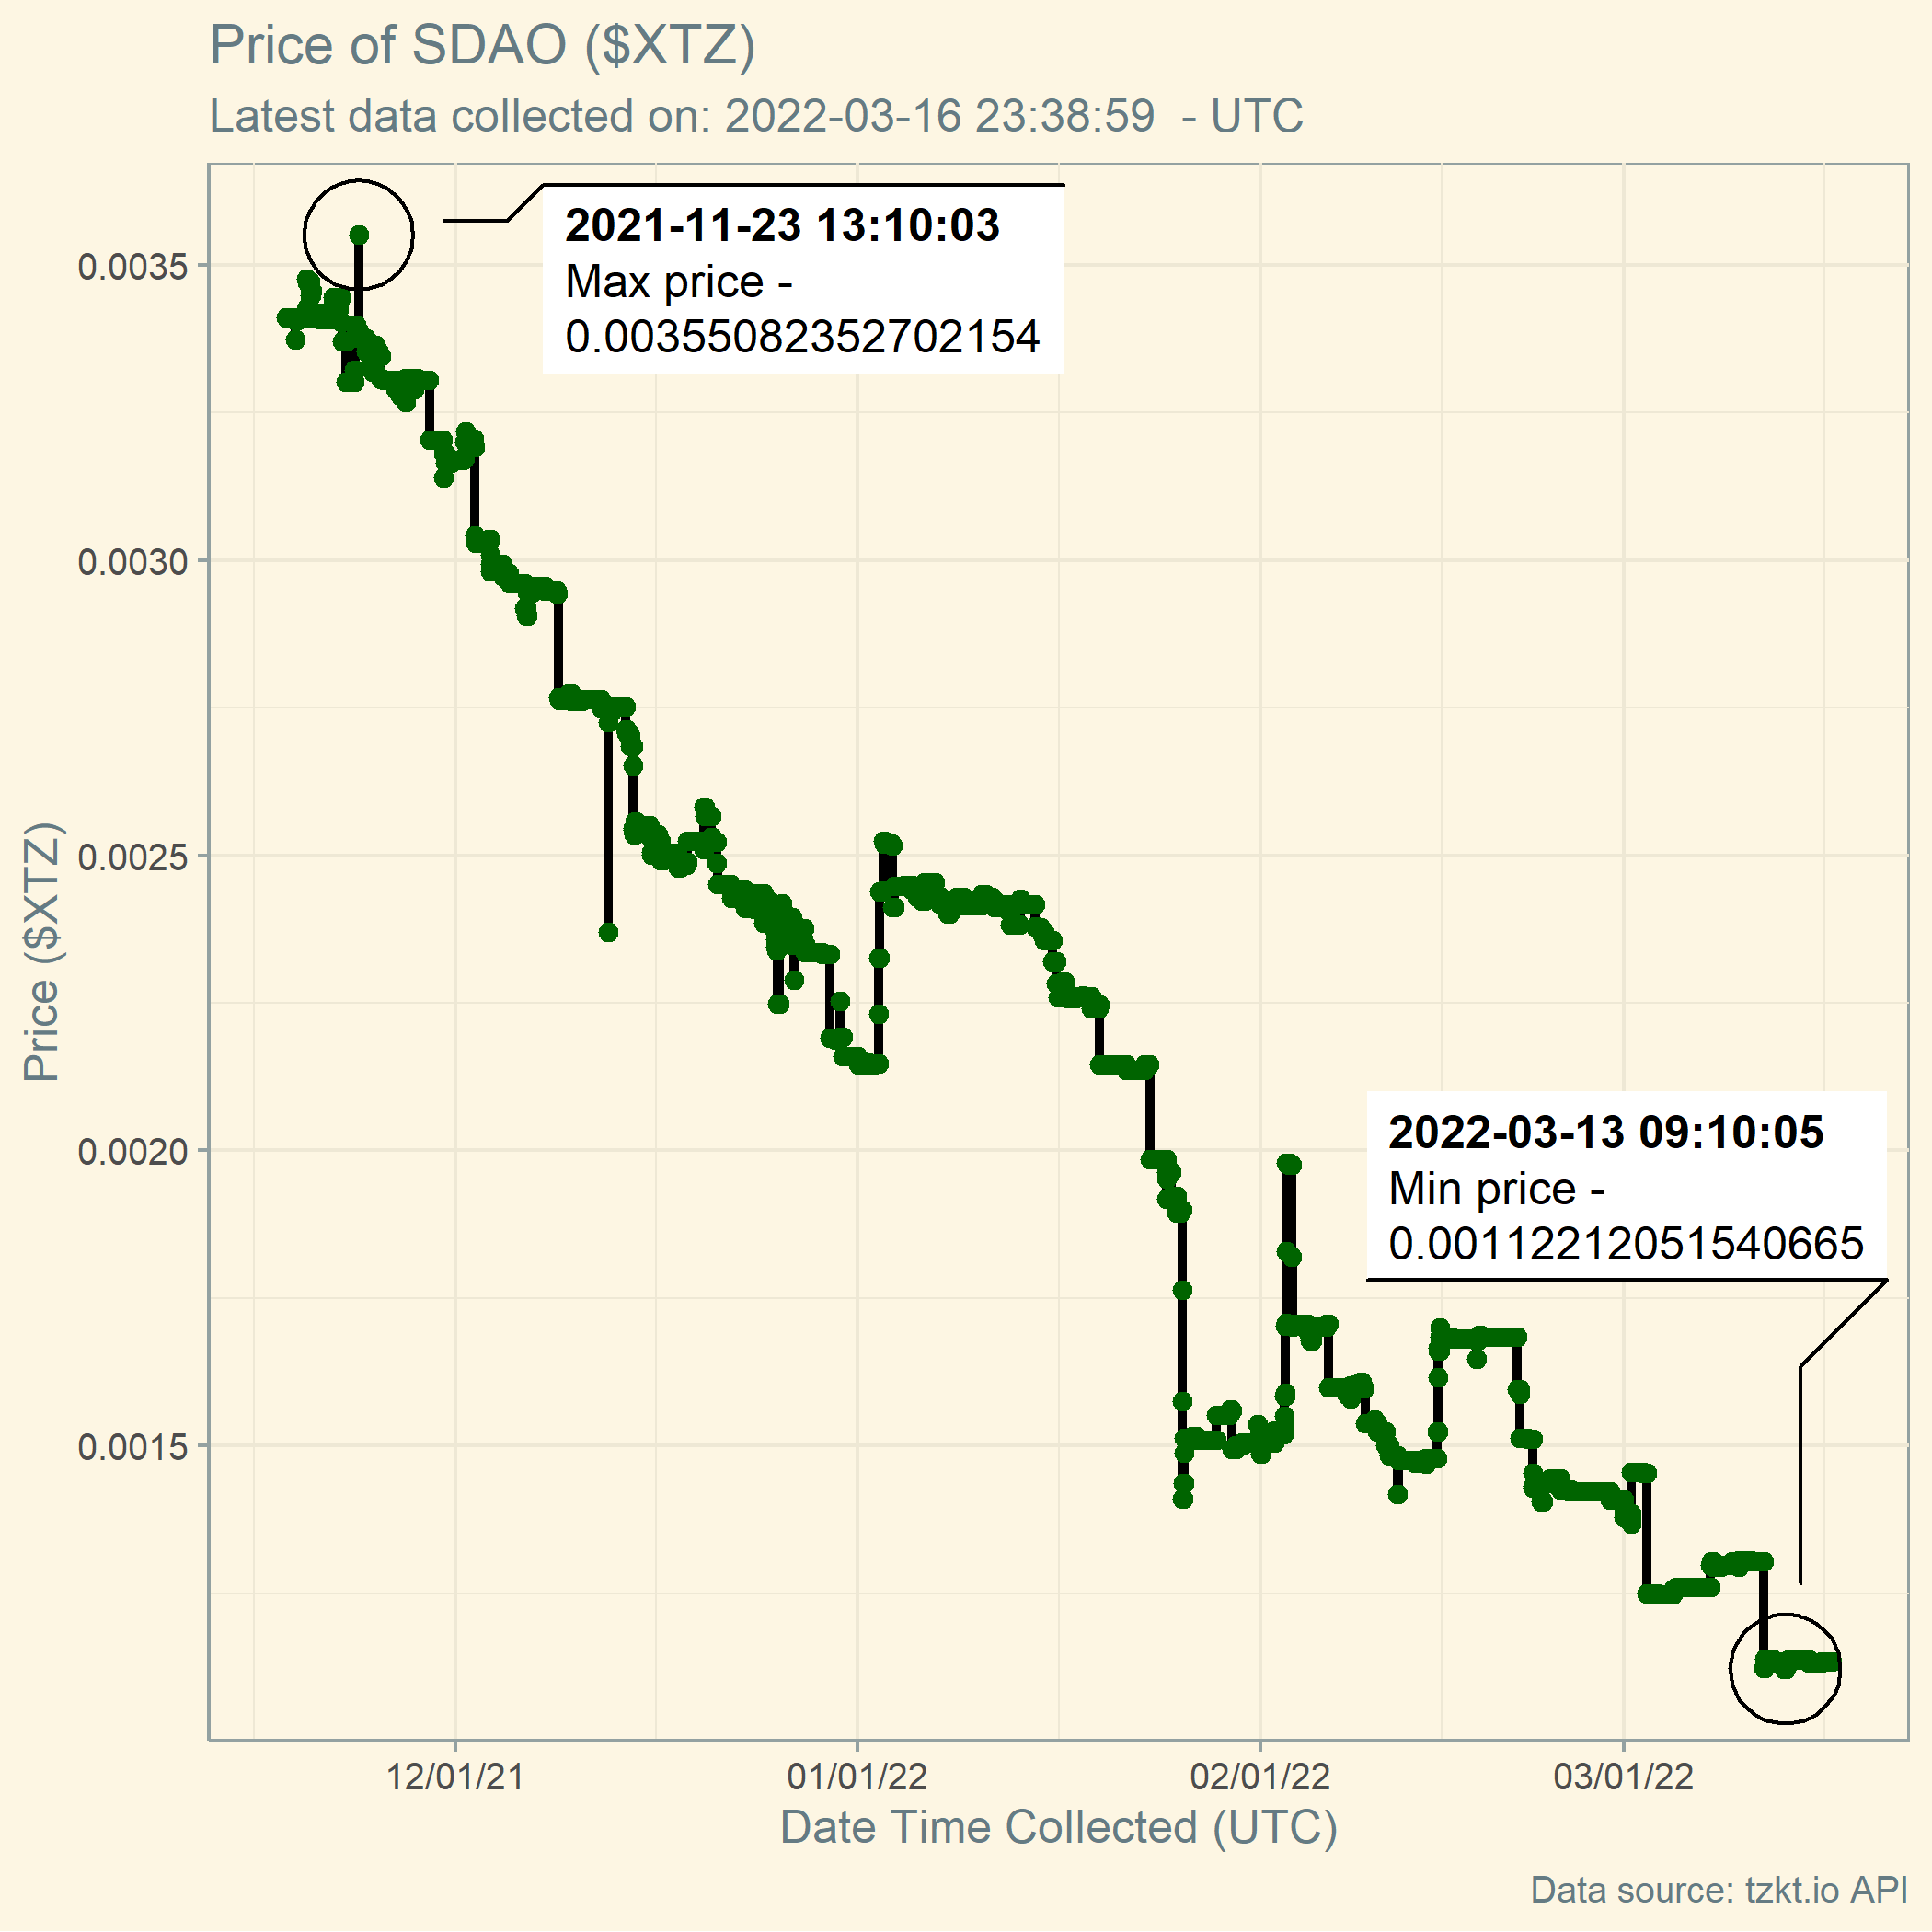 Price of SDAO ($XTZ)
Latest data collected on: 2022-03-16 23:38:59  - UTC
2021-11-23 13:10:03
Max price -
0.00355082352702154
0.0035
0.0030
0.0025
0.0020
0.0015
Price ($XTZ)
2022-03-13 09:10:05
Min price -
0.00112212051540665
12/01/21
01/01/22
02/01/22
03/01/22
Date Time Collected (UTC)
Data source: tzkt.io API